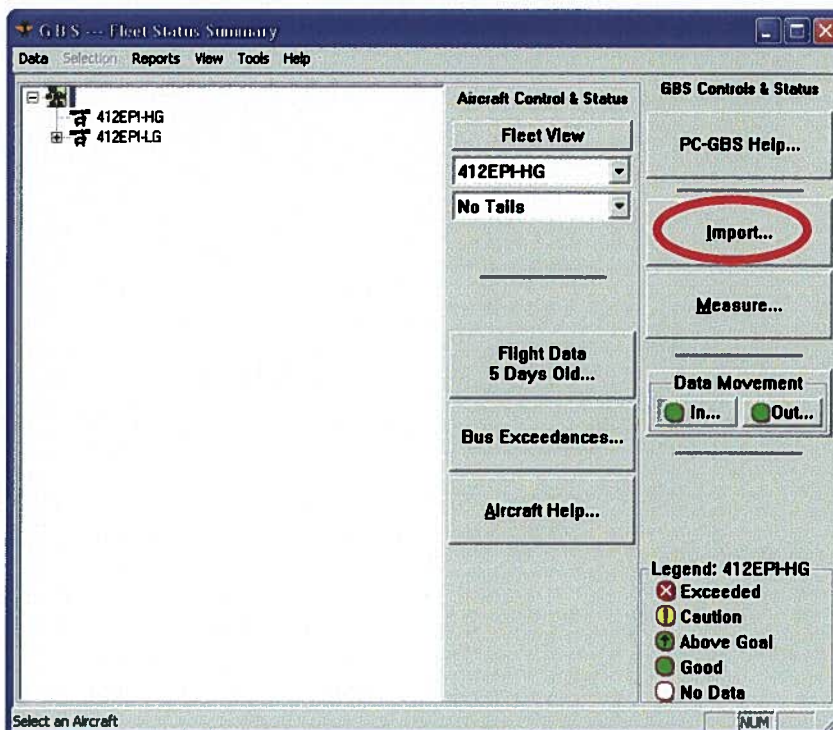 G B S --- Fleet Status Summary
Data Selection Reports View Tools Help
412EPI-HG
412EPI-LG
Aircraft Control & Status
Fleet View
412EPI-HG
No Tails
Flight Data
5 Days Old...
Bus Exceedances...
Aircraft Help...
GBS Controls & Status
PC-GBS Help...
Import...
Measure...
Data Movement
In... Out...
Legend: 412EPI-HG
Exceeded
Caution
Above Goal
Good
No Data
Select an Aircraft
NUM